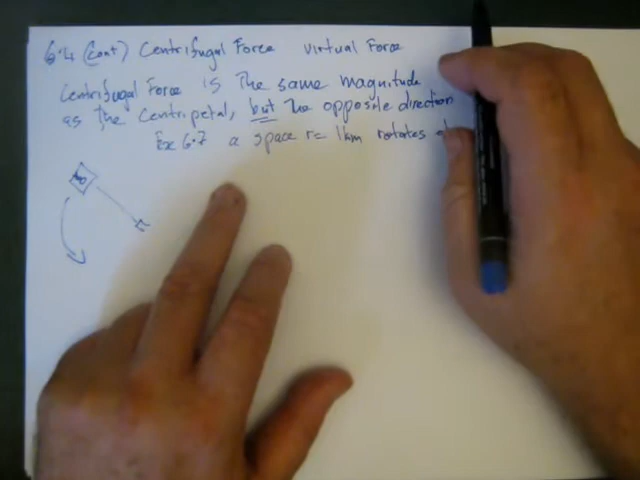 6.4 (cont) Centrifugal Force virtual Force
Centrifugal Force is the same magnitude
as the Centripetal, but the opposite direction
Ex 6.7 a space r= 1km rotates